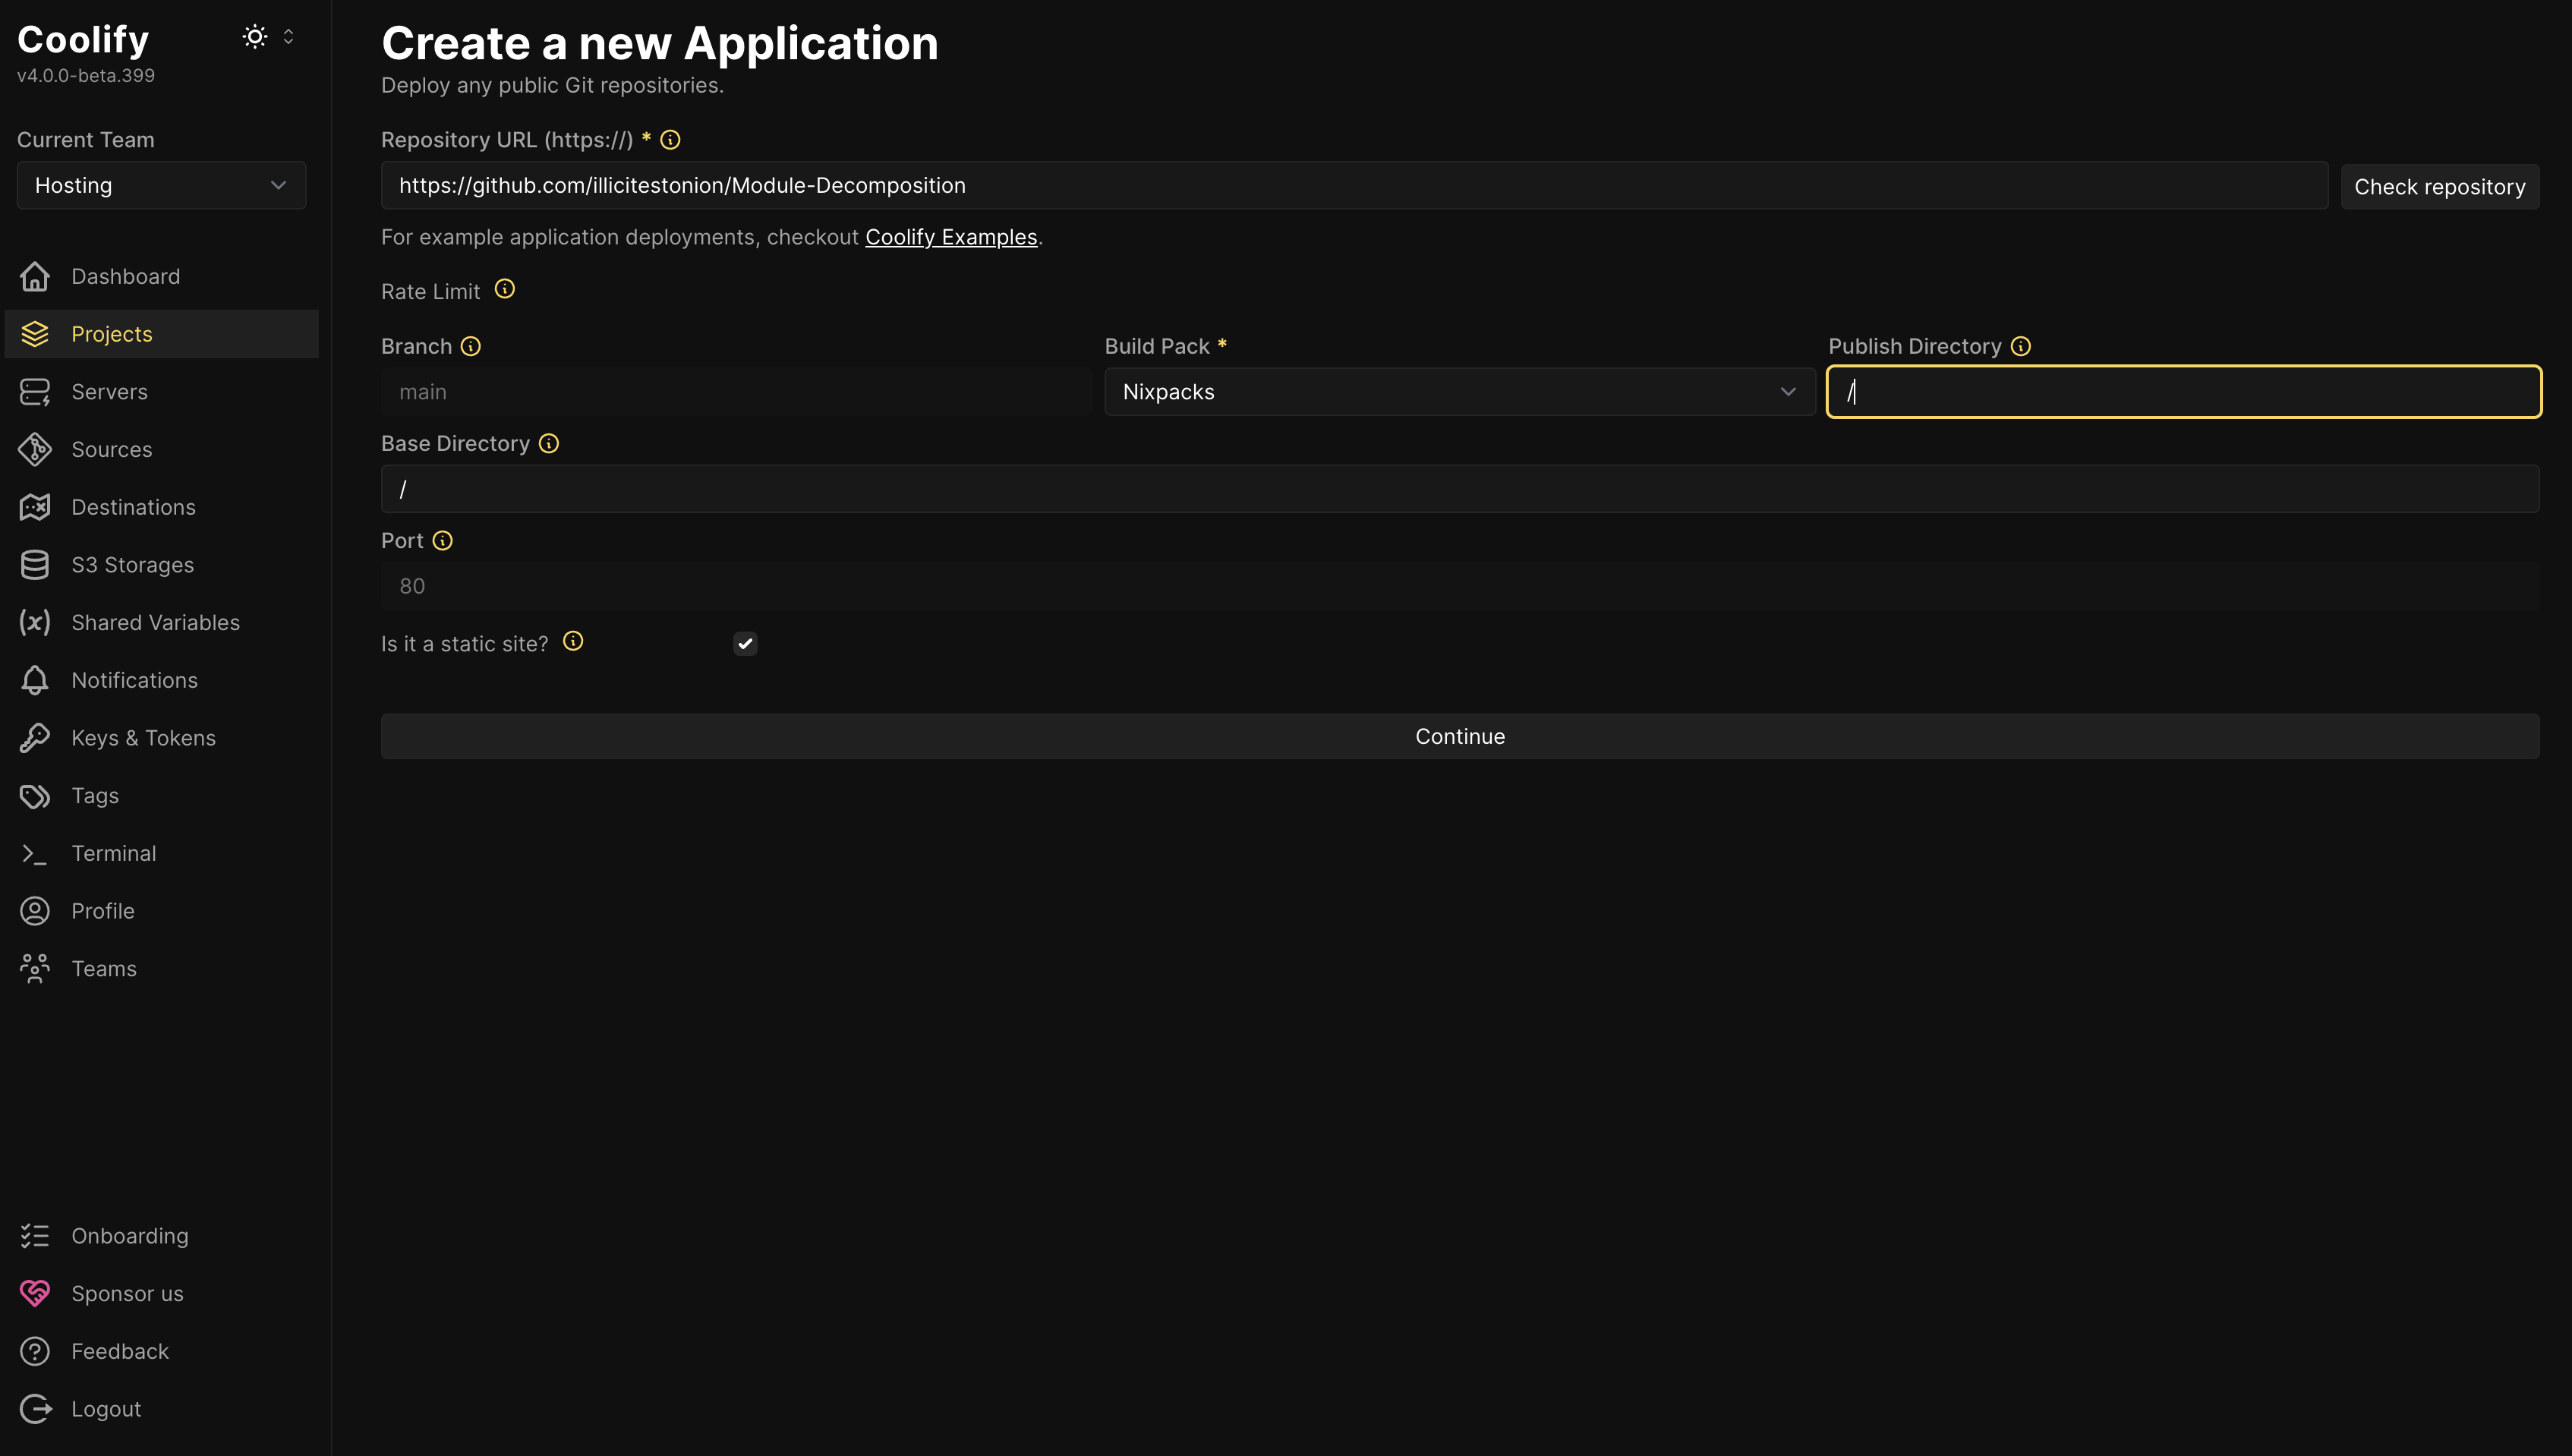 Coolify
v4.0.0-beta.399
Current Team
Hosting
Dashboard
Projects
Servers
Sources
Destinations
S3 Storages
Shared Variables
Notifications
Keys & Tokens
Tags
Terminal
Profile
Teams
Onboarding
Sponsor us
Feedback
Logout
Create a new Application
Deploy any public Git repositories.
Repository URL (https://) *
https://github.com/illicitestonion/Module-Decomposition
Check repository
For example application deployments, checkout Coolify Examples.
Rate Limit
Branch
main
Build Pack *
Nixpacks
Publish Directory
/
Base Directory
/
Port
80
Is it a static site?
Continue